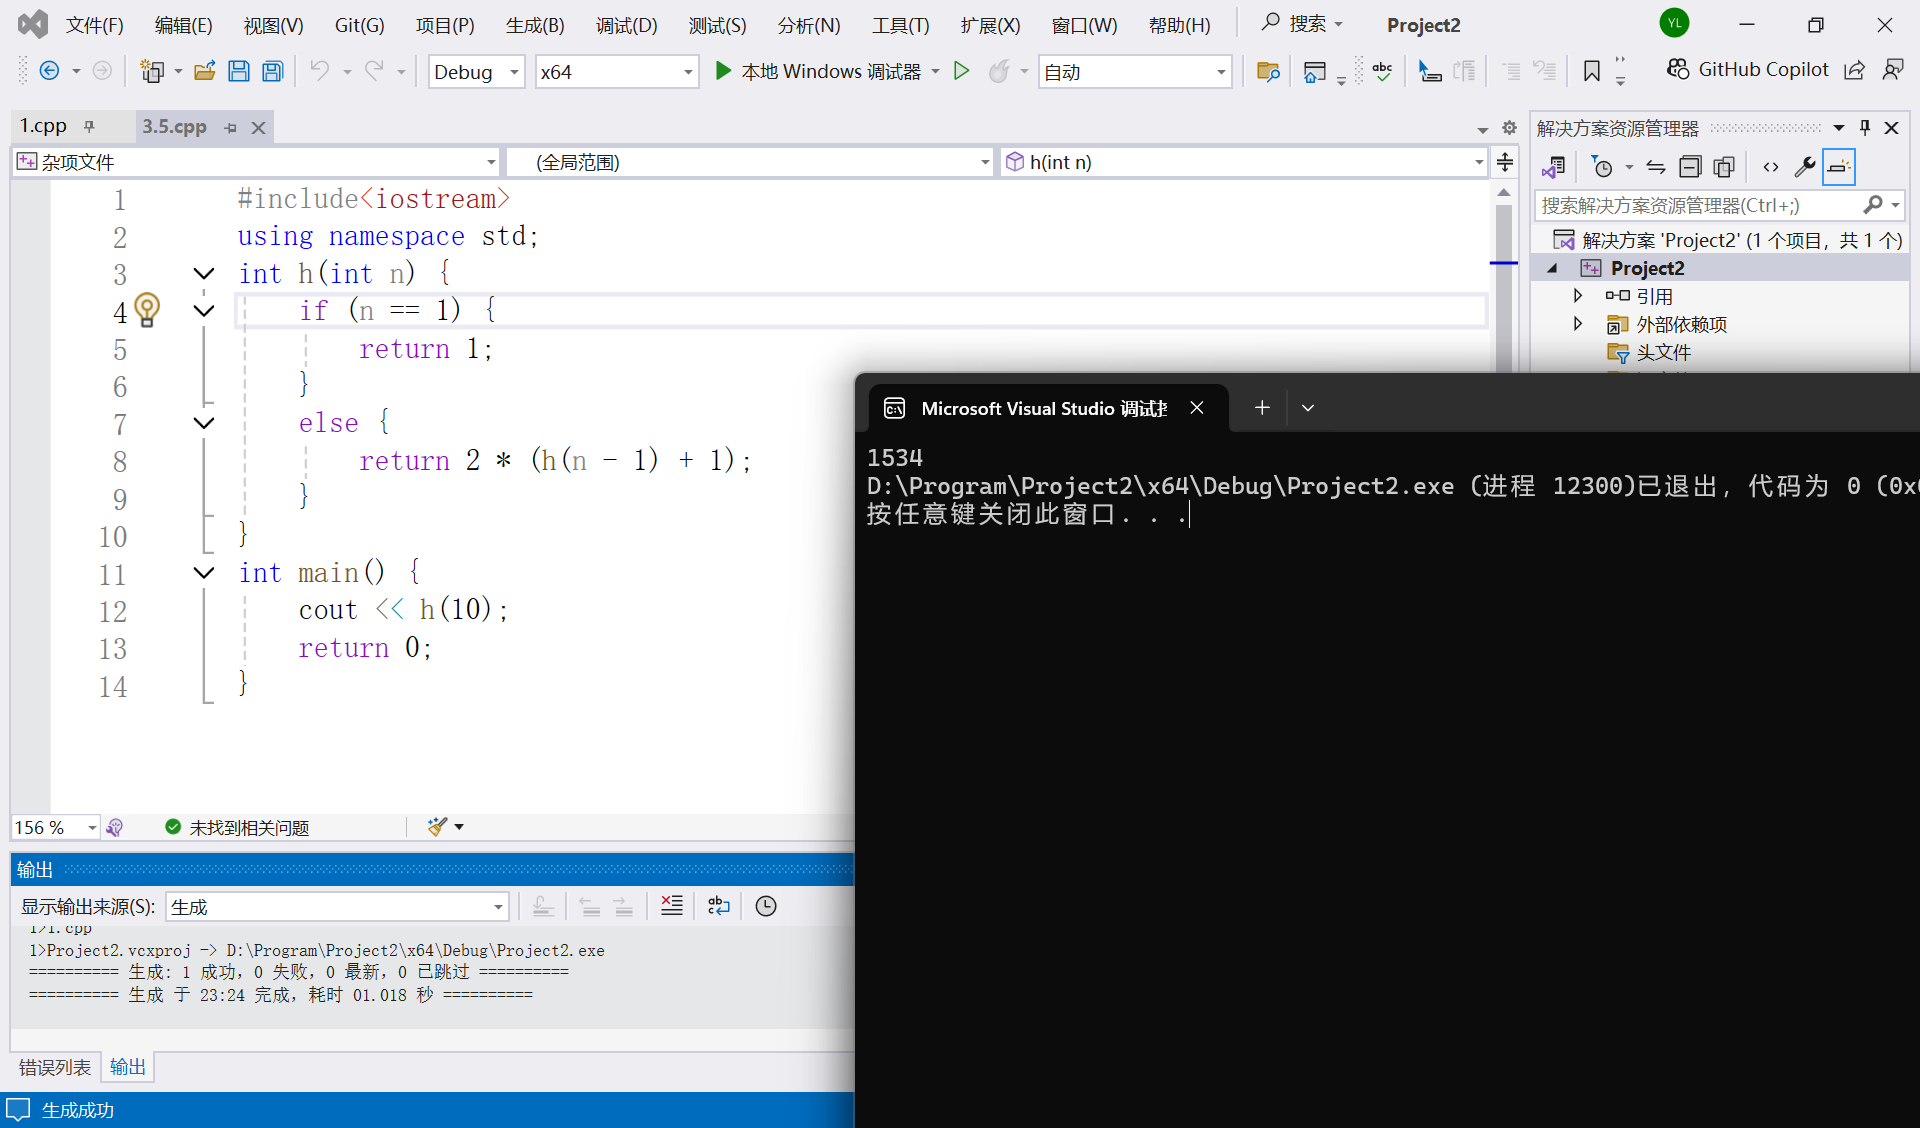 文件(F) 编辑(E) 视图(V) Git(G) 项目(P) 生成(B) 调试(D) 测试(S) 分析(N) 工具(T) 扩展(X) 窗口(W) 帮助(H) 搜索 Project2 YL
Debug x64 本地 Windows 调试器 自动 abc GitHub Copilot
1.cpp 3.5.cpp
杂项文件 (全局范围) h(int n)
1 #include<iostream>
2 using namespace std;
3 int h(int n) {
4 if (n == 1) {
5 return 1;
6 }
7 else {
8 return 2 * (h(n - 1) + 1);
9 }
10 }
11 int main() {
12 cout << h(10);
13 return 0;
14 }
156 % 未找到相关问题
输出
显示输出来源(S): 生成
1>1.cpp
1>Project2.vcxproj -> D:\Program\Project2\x64\Debug\Project2.exe
========== 生成: 1 成功，0 失败，0 最新，0 已跳过 ==========
========== 生成 于 23:24 完成，耗时 01.018 秒 ==========
错误列表 输出
生成成功
解决方案资源管理器
搜索解决方案资源管理器(Ctrl+;)
解决方案 'Project2' (1 个项目，共 1 个)
Project2
引用
外部依赖项
头文件
Microsoft Visual Studio 调试
1534
D:\Program\Project2\x64\Debug\Project2.exe (进程 12300)已退出，代码为 0 (0x
按任意键关闭此窗口. . .